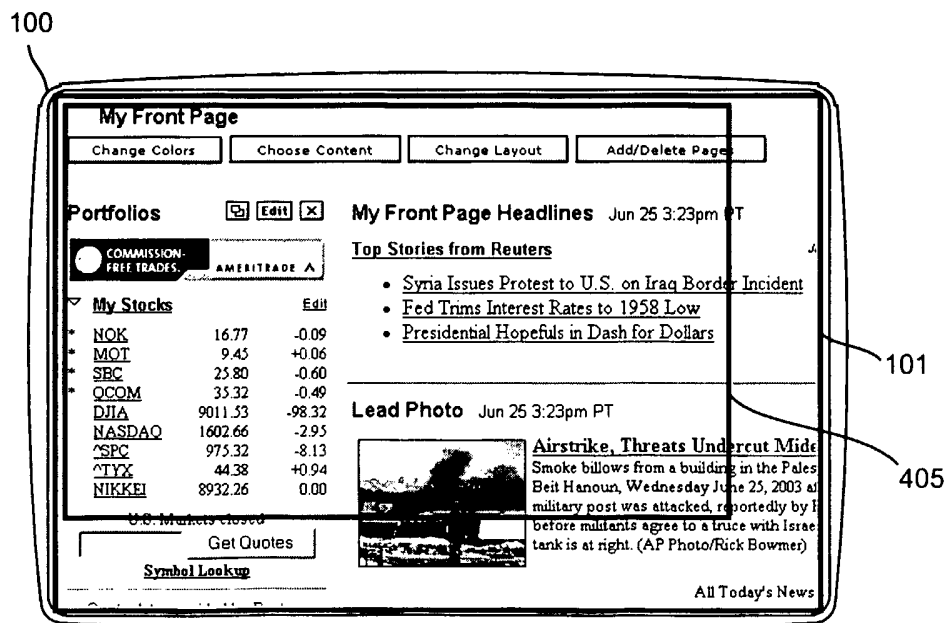 100
My Front Page
Change Colors Choose Content Change Layout Add/Delete Pages
Portfolios Edit X
COMMISSION-
FREE TRADES. AMERITRADE
My Stocks Edit
* NOK 16.77 -0.09
* MOT 9.45 +0.06
* SBC 25.80 -0.60
* QCOM 35.32 -0.49
DJIA 9011.53 -98.32
NASDAQ 1602.66 -2.95
^SPC 975.32 -8.13
^TYX 44.38 +0.94
NIKKEI 8932.26 0.00
U.S. Markets closed
Get Quotes
Symbol Lookup
My Front Page Headlines Jun 25 3:23pm PT
Top Stories from Reuters
• Syria Issues Protest to U.S. on Iraq Border Incident
• Fed Trims Interest Rates to 1958 Low
• Presidential Hopefuls in Dash for Dollars
Lead Photo Jun 25 3:23pm PT
Airstrike, Threats Undercut Mide
Smoke billows from a building in the Pales
Beit Hanoun, Wednesday June 25, 2003 af
military post was attacked, reportedly by
before militants agree to a truce with Israe
tank is at right. (AP Photo/Rick Bowmer)
All Today's News
101
405